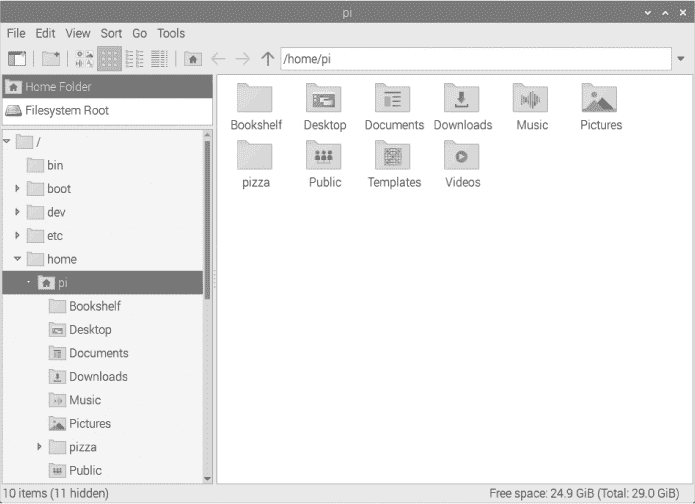 pi
File Edit View Sort Go Tools
/home/pi
Home Folder
Filesystem Root
/
bin
boot
dev
etc
home
pi
Bookshelf
Desktop
Documents
Downloads
Music
Pictures
pizza
Public
Bookshelf Desktop Documents Downloads Music Pictures
pizza Public Templates Videos
10 items (11 hidden)
Free space: 24.9 GiB (Total: 29.0 GiB)